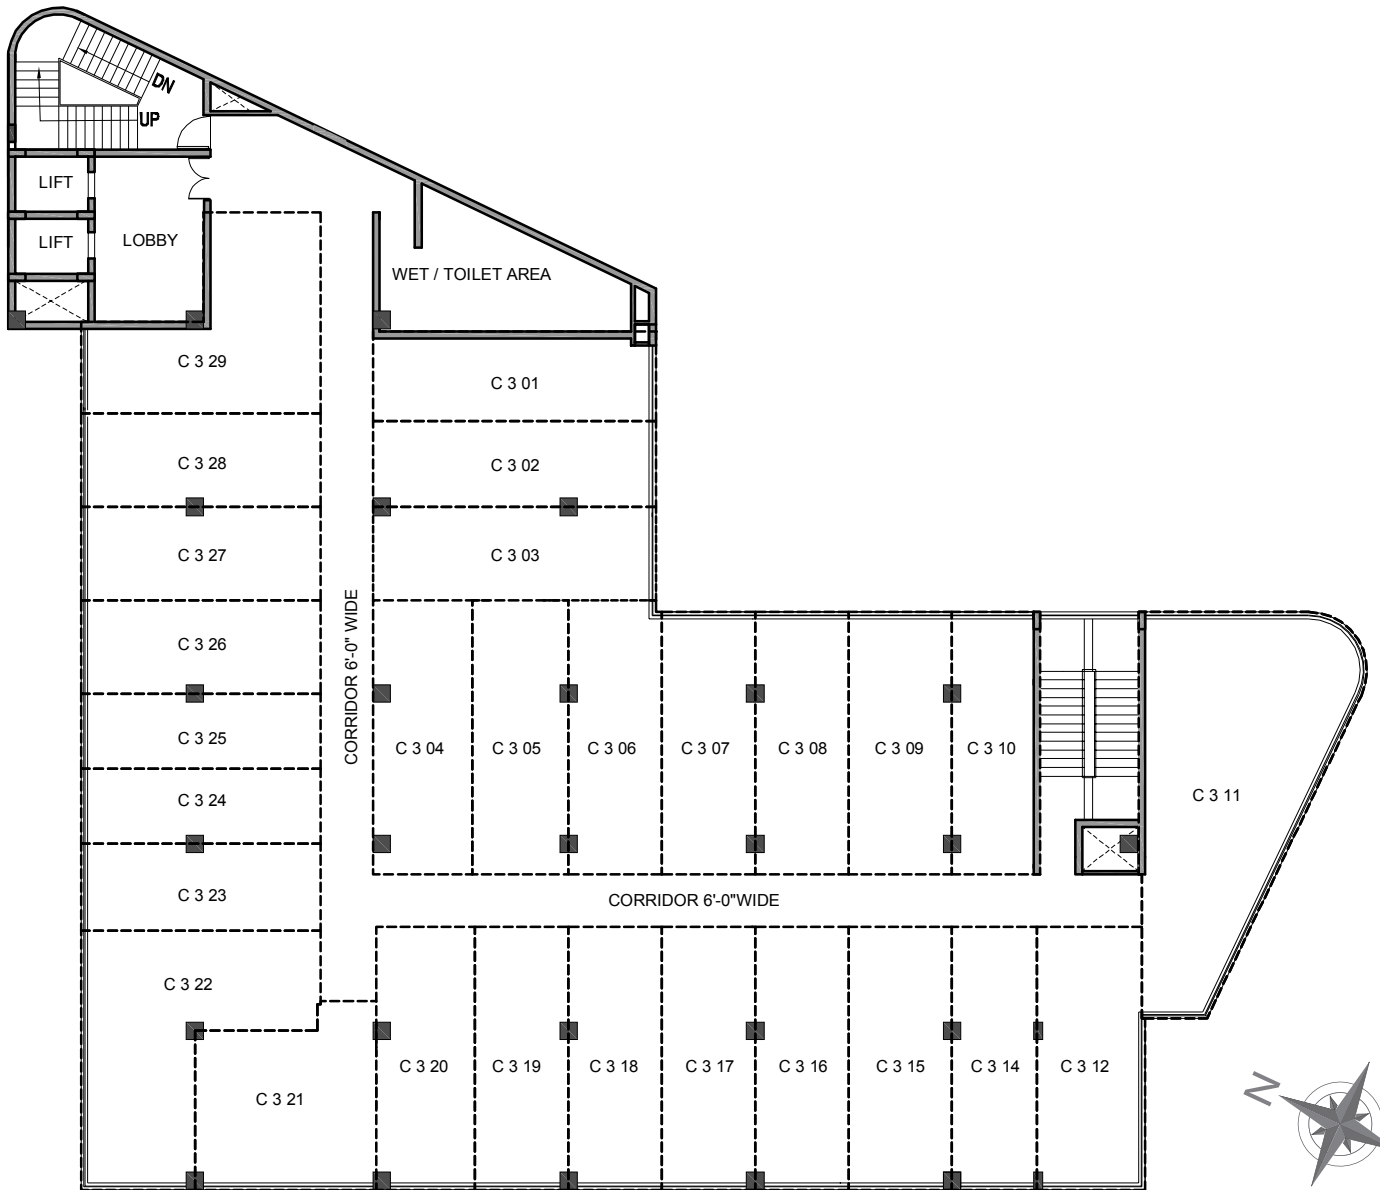 DN
UP
LIFT
LIFT
LOBBY
WET / TOILET AREA
C 3 29
C 3 01
C 3 28
C 3 02
C 3 27
C 3 03
CORRIDOR 6'-0" WIDE
C 3 26
C 3 25
C 3 04
C 3 05
C 3 06
C 3 07
C 3 08
C 3 09
C 3 10
C 3 11
C 3 24
C 3 23
CORRIDOR 6'-0"WIDE
C 3 22
C 3 21
C 3 20
C 3 19
C 3 18
C 3 17
C 3 16
C 3 15
C 3 14
C 3 12
N